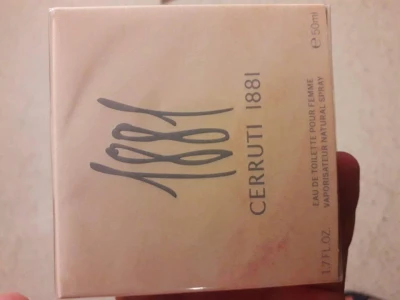 1881
CERRUTI 1881
EAU DE TOILETTE POUR FEMME
VAPORISATEUR NATURAL SPRAY
1.7 FL.OZ.
e 50ml